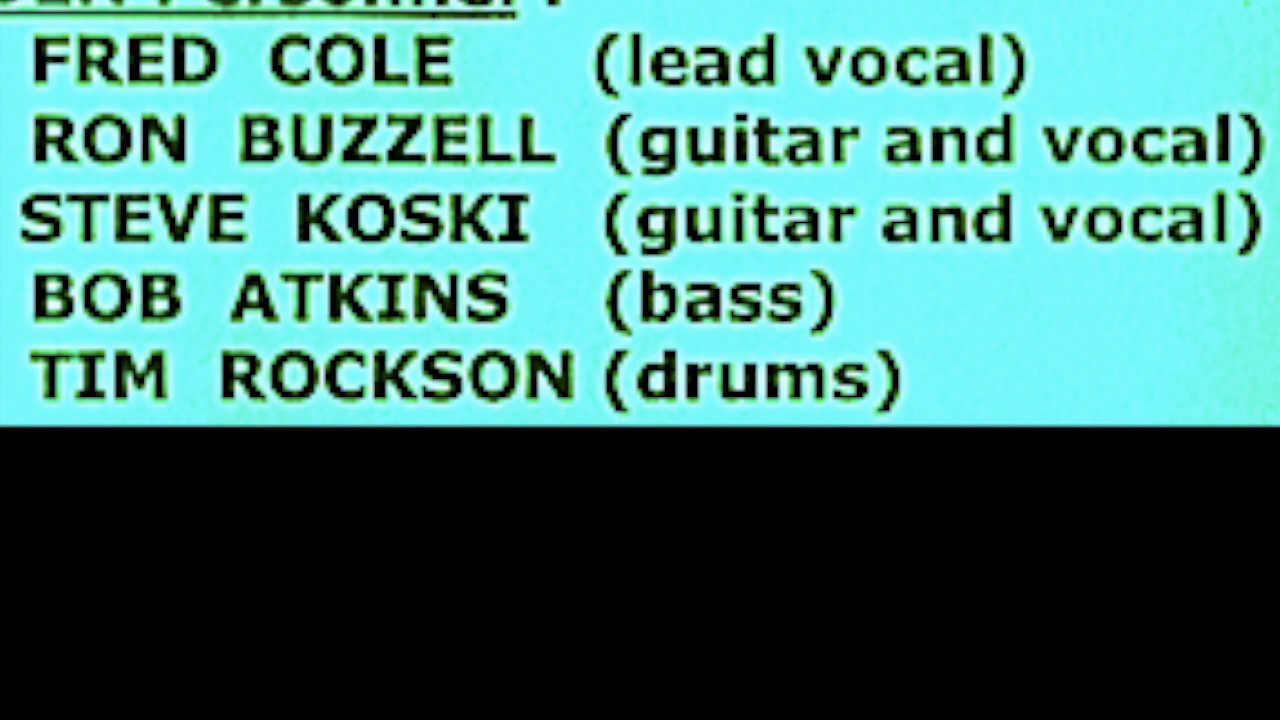 FRED COLE (lead vocal)
RON BUZZELL (guitar and vocal)
STEVE KOSKI (guitar and vocal)
BOB ATKINS (bass)
TIM ROCKSON (drums)